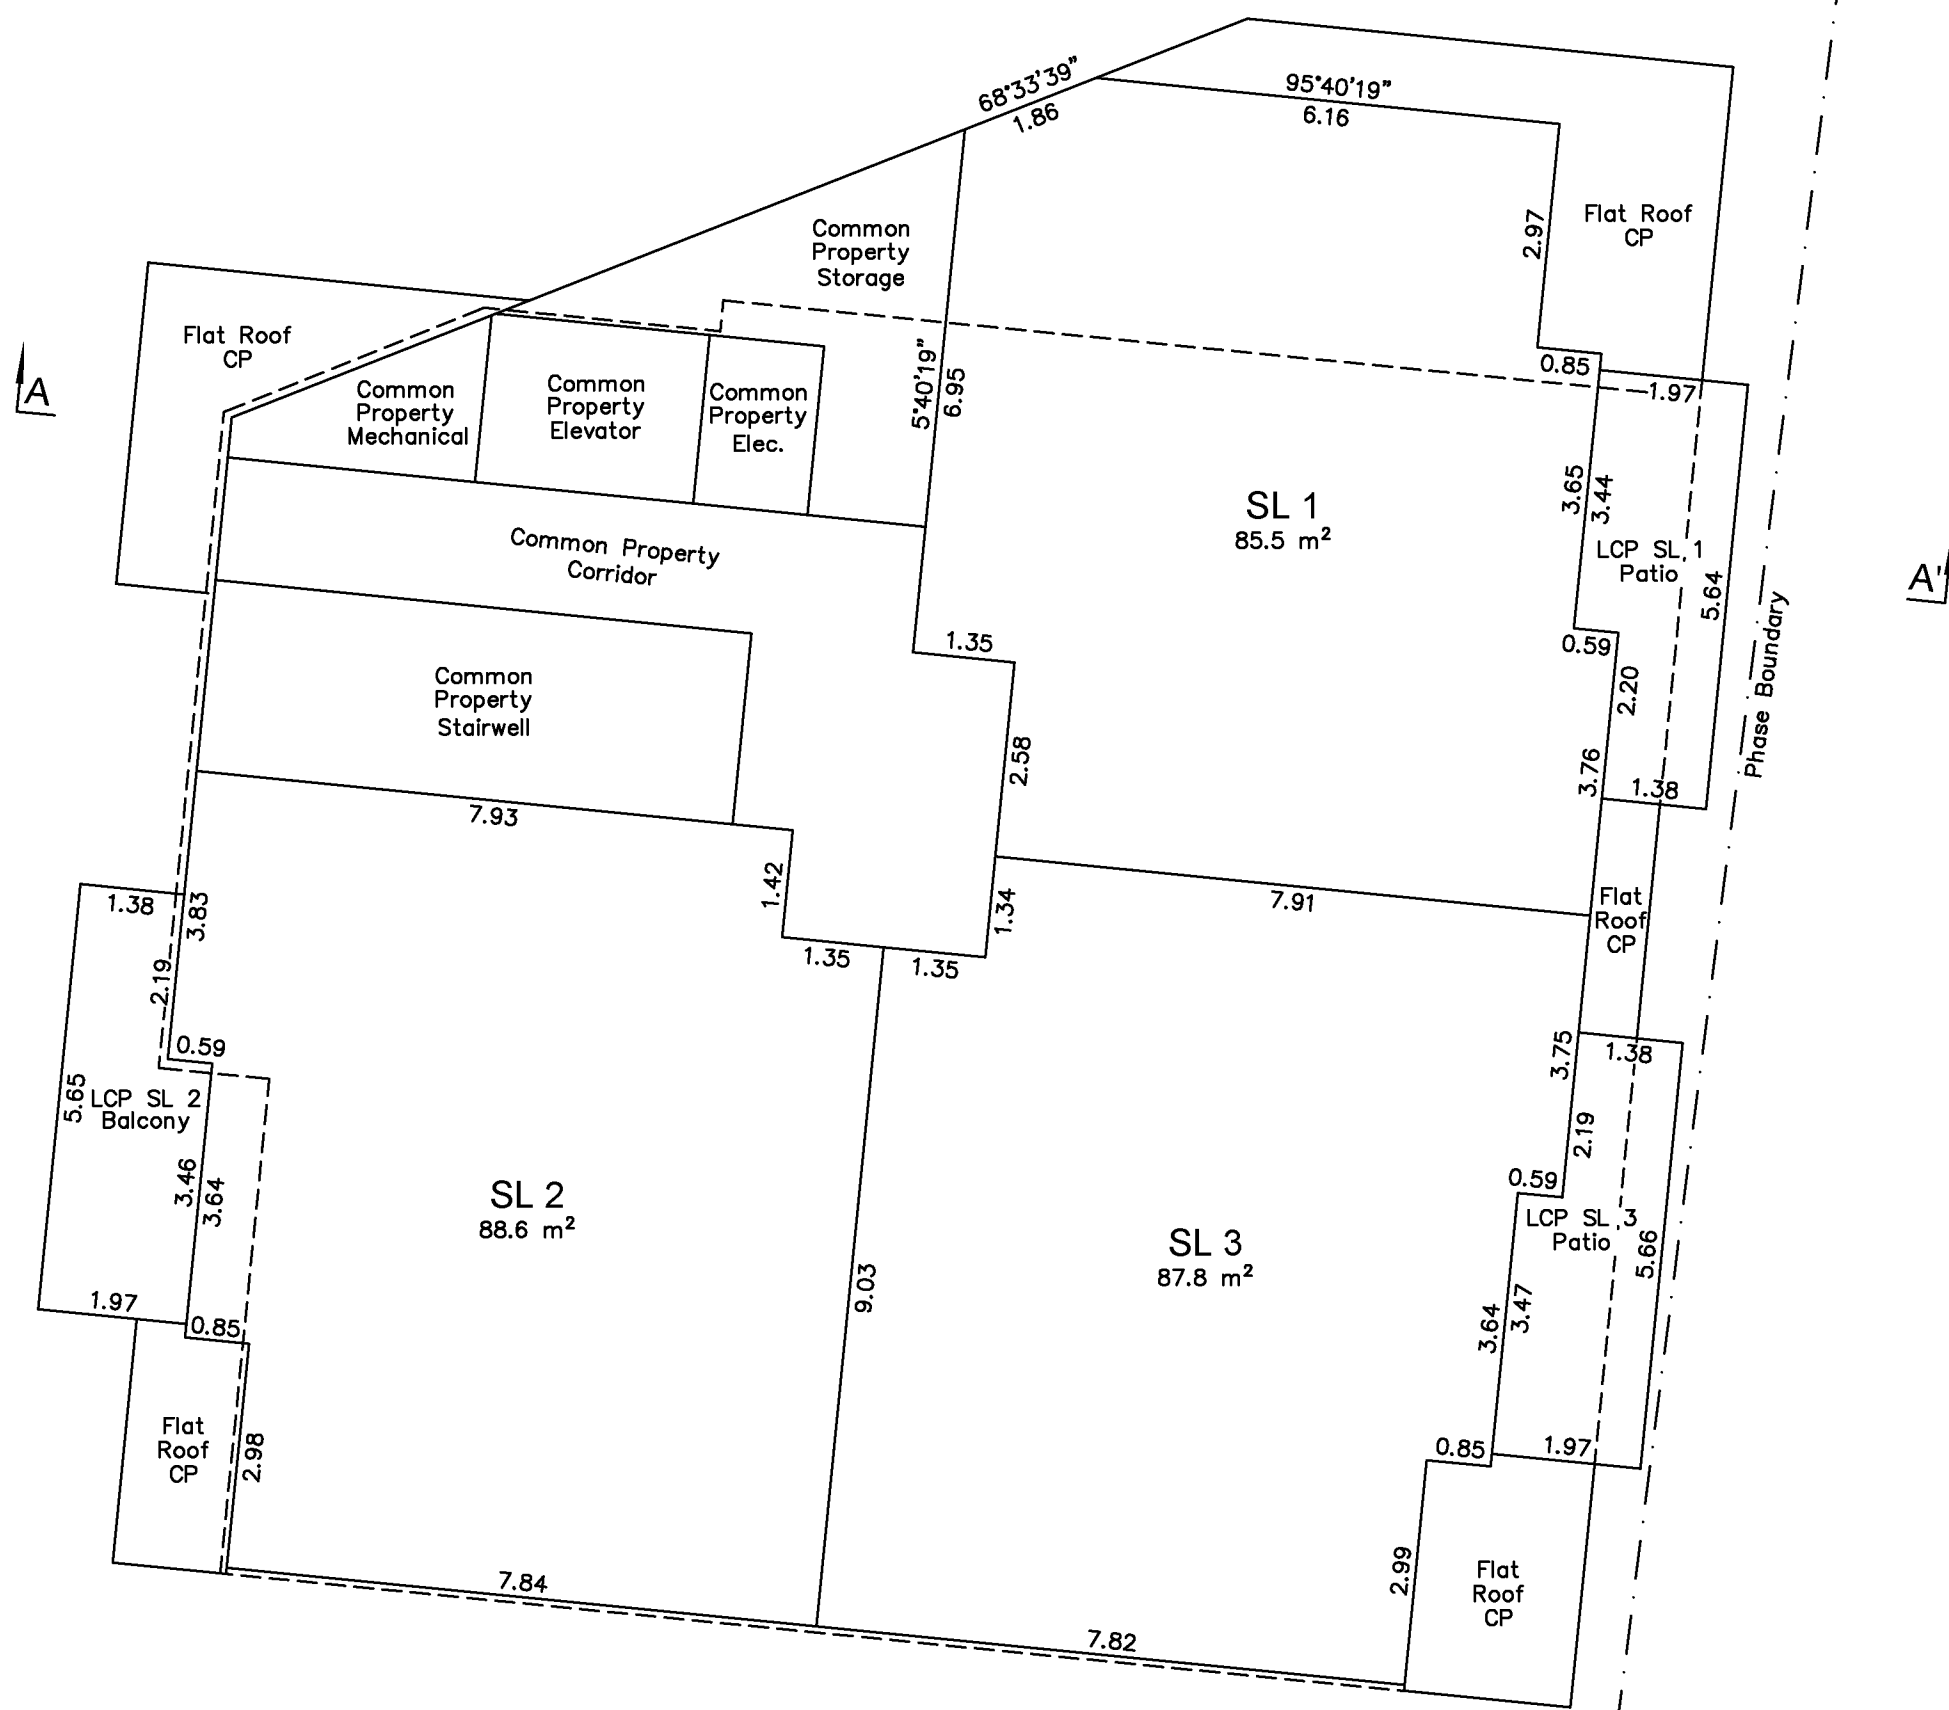 68°33'39"
1.86
95°40'19"
6.16
2.97
Flat Roof
CP
Common
Property
Storage
Flat Roof
CP
A
Common
Property
Mechanical
Common
Property
Elevator
Common
Property
Elec.
5°40'19"
6.95
0.85
1.97
3.65
3.44
SL 1
85.5 m²
LCP SL 1
Patio
5.64
A'
Common Property
Corridor
1.35
0.59
2.20
Phase Boundary
Common
Property
Stairwell
2.58
3.76
1.38
7.93
1.42
1.34
7.91
Flat
Roof
CP
1.38
3.83
1.35
1.35
2.19
0.59
5.65
LCP SL 2
Balcony
3.46
3.64
3.75
1.38
2.19
0.59
SL 2
88.6 m²
LCP SL 3
Patio
5.66
SL 3
87.8 m²
9.03
3.64
3.47
1.97
0.85
0.85
1.97
Flat
Roof
CP
2.98
2.99
Flat
Roof
CP
7.84
7.82